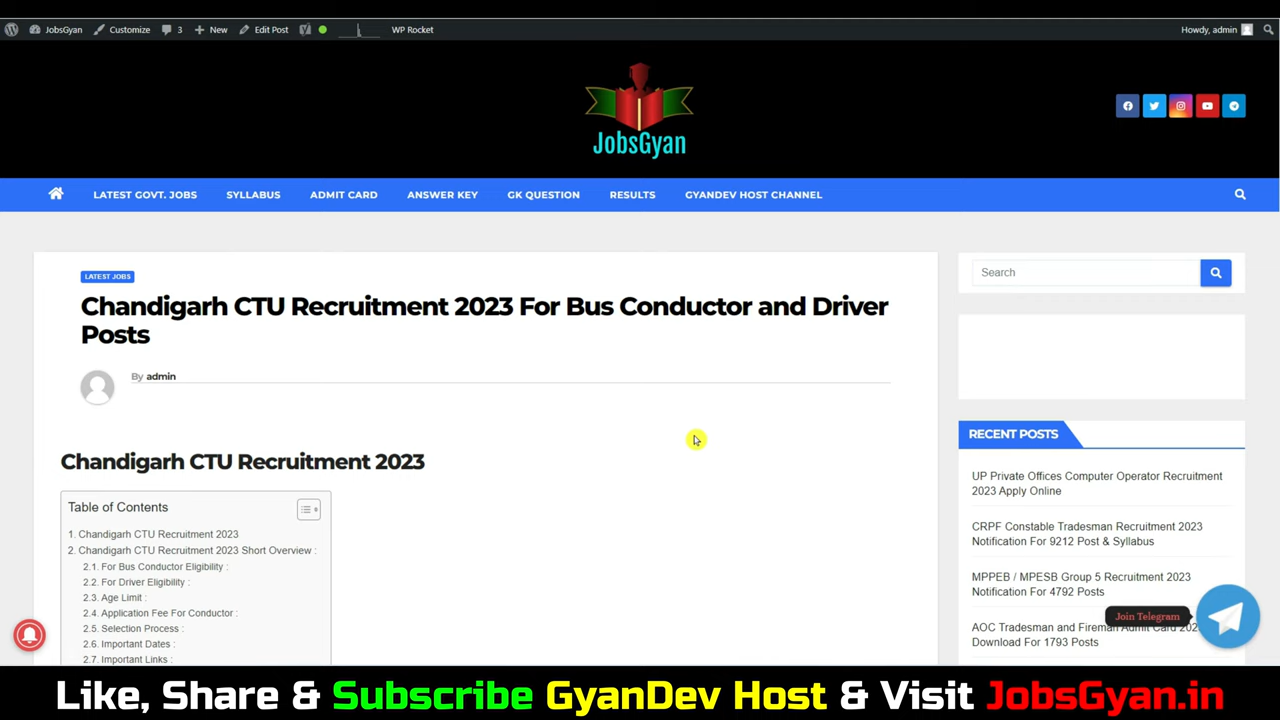 JobsGyan Customize 3 New Edit Post WP Rocket Howdy, admin
JobsGyan
LATEST GOVT. JOBS SYLLABUS ADMIT CARD ANSWER KEY GK QUESTION RESULTS GYANDEV HOST CHANNEL
LATEST JOBS
Chandigarh CTU Recruitment 2023 For Bus Conductor and Driver
Posts
By admin
Chandigarh CTU Recruitment 2023
Table of Contents
1. Chandigarh CTU Recruitment 2023
2. Chandigarh CTU Recruitment 2023 Short Overview :
2.1. For Bus Conductor Eligibility :
2.2. For Driver Eligibility :
2.3. Age Limit :
2.4. Application Fee For Conductor :
2.5. Selection Process :
2.6. Important Dates :
2.7. Important Links :
Search
RECENT POSTS
UP Private Offices Computer Operator Recruitment
2023 Apply Online
CRPF Constable Tradesman Recruitment 2023
Notification For 9212 Post & Syllabus
MPPEB / MPESB Group 5 Recruitment 2023
Notification For 4792 Posts
Join Telegram
AOC Tradesman and Fireman Admit Card
Download For 1793 Posts
Like, Share & Subscribe GyanDev Host & Visit JobsGyan.in